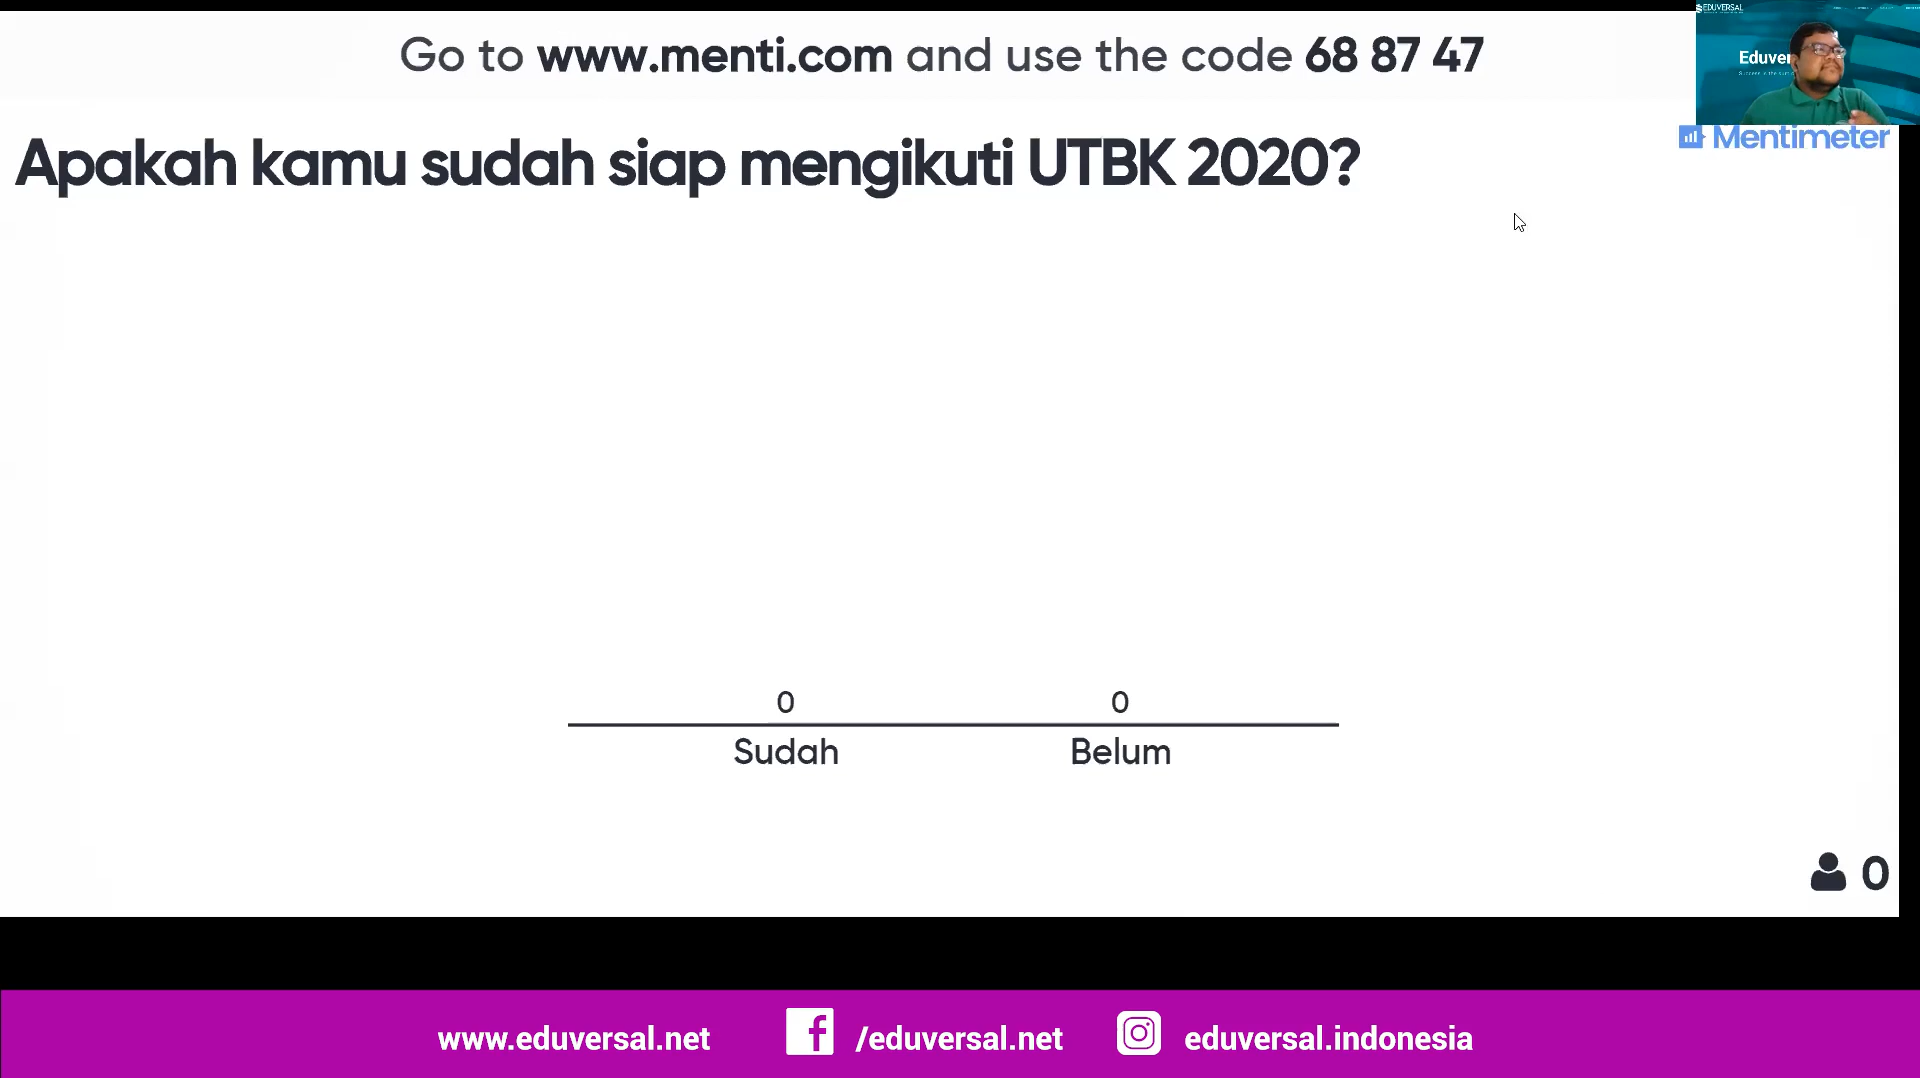 EDUVERSAL
Go to www.menti.com and use the code 68 87 47
Mentimeter
Apakah kamu sudah siap mengikuti UTBK 2020?
0 0
Sudah Belum
0
www.eduversal.net /eduversal.net eduversal.indonesia